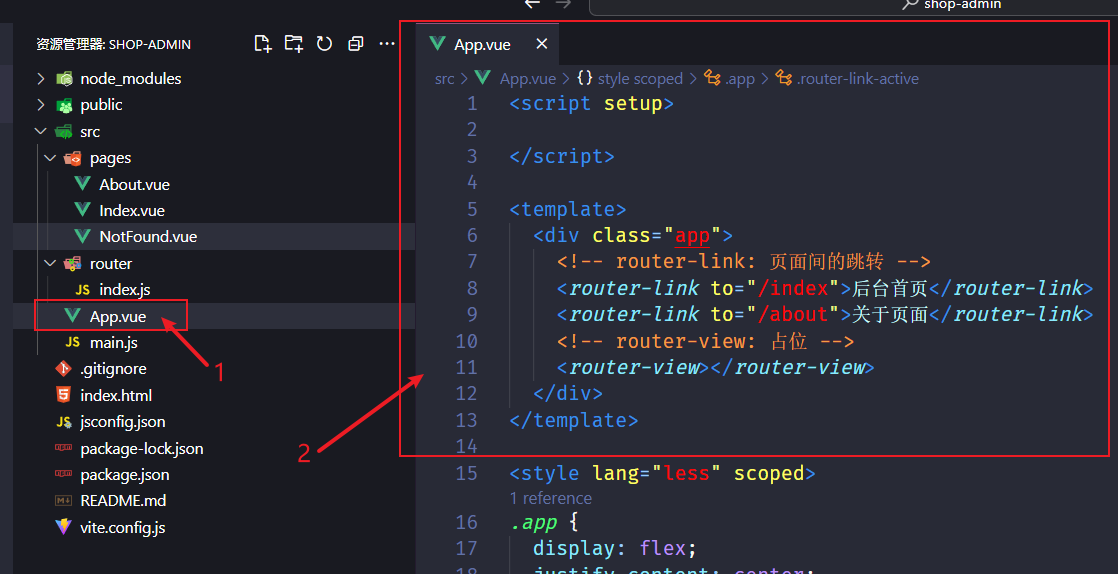 shop-admin
资源管理器: SHOP-ADMIN
node_modules
public
src
pages
About.vue
Index.vue
NotFound.vue
router
JS index.js
App.vue
JS main.js
.gitignore
index.html
JS jsconfig.json
package-lock.json
package.json
README.md
vite.config.js
1
2
App.vue
src > App.vue > {} style scoped > .app > .router-link-active
1 <script setup>
2
3 </script>
4
5 <template>
6 <div class="app">
7 <!-- router-link: 页面间的跳转 -->
8 <router-link to="/index">后台首页</router-link>
9 <router-link to="/about">关于页面</router-link>
10 <!-- router-view: 占位 -->
11 <router-view></router-view>
12 </div>
13 </template>
14
15 <style lang="less" scoped>
1 reference
16 .app {
17 display: flex;
18 justify-content: center;